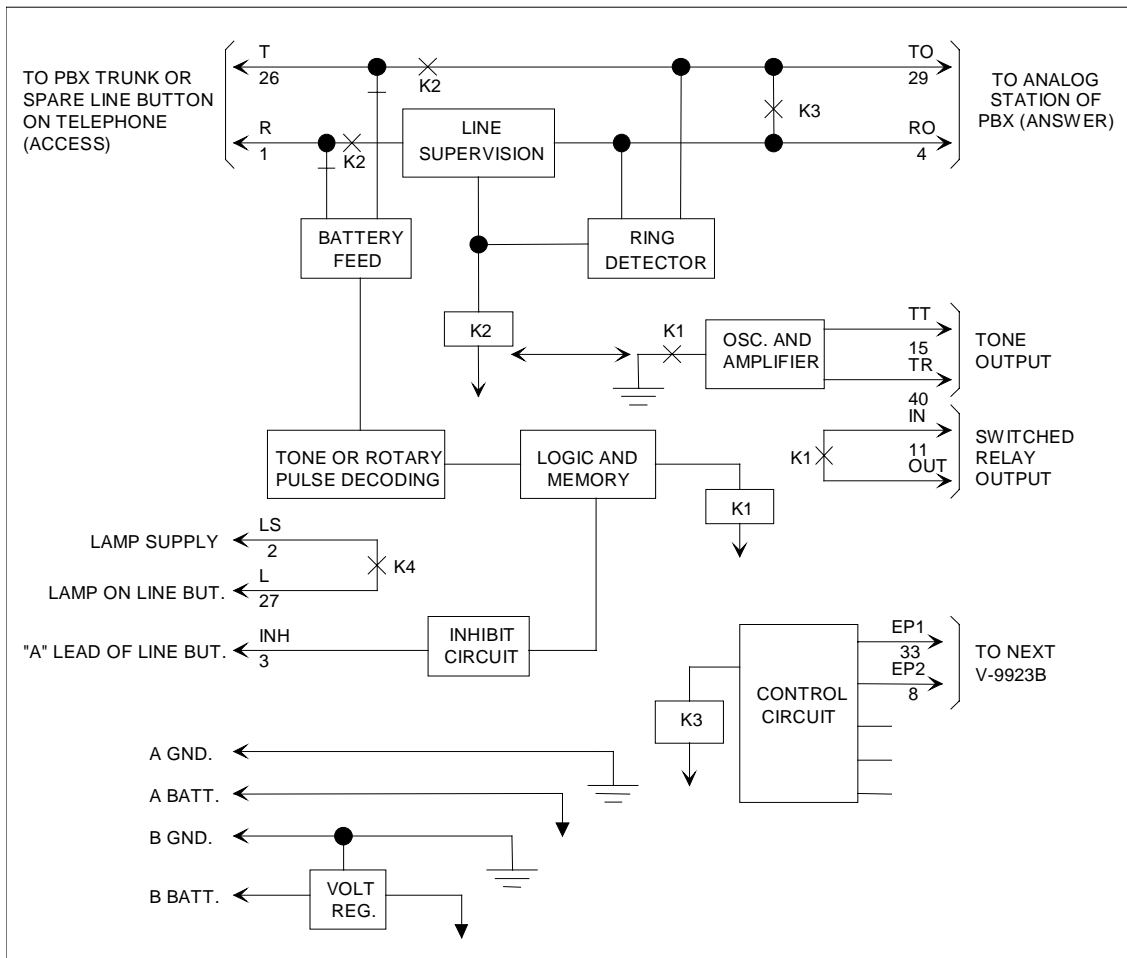 TO PBX TRUNK OR
SPARE LINE BUTTON
ON TELEPHONE
(ACCESS)
T
26
R
1
K2
K2
LINE
SUPERVISION
K3
TO
29
RO
4
TO ANALOG
STATION OF
PBX (ANSWER)
BATTERY
FEED
RING
DETECTOR
K2
K1
OSC. AND
AMPLIFIER
TT
15
TR
40
TONE
OUTPUT
IN
11
OUT
K1
SWITCHED
RELAY
OUTPUT
TONE OR ROTARY
PULSE DECODING
LOGIC AND
MEMORY
K1
LAMP SUPPLY
LS
2
K4
LAMP ON LINE BUT.
L
27
"A" LEAD OF LINE BUT.
INH
3
INHIBIT
CIRCUIT
K3
CONTROL
CIRCUIT
EP1
33
EP2
8
TO NEXT
V-9923B
A GND.
A BATT.
B GND.
B BATT.
VOLT
REG.